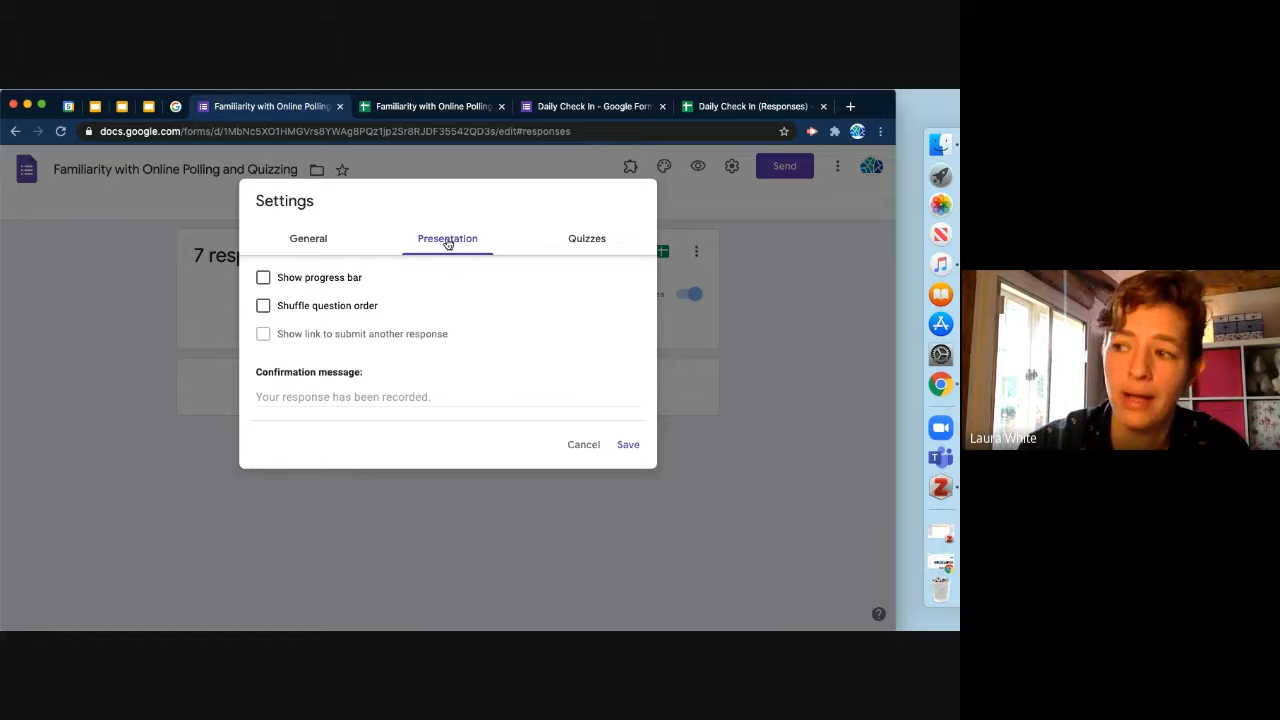 Familiarity with Online Polling
Familiarity with Online Polling
Daily Check In - Google Form
Daily Check In (Responses) -
docs.google.com/forms/d/1MbNc5XO1HMGVrs8YWAg8PQz1jp2Sr8RJDF35542QD3s/edit#responses
Familiarity with Online Polling and Quizzing
Send
Settings
General
Presentation
Quizzes
7 resp
es
Show progress bar
Shuffle question order
Show link to submit another response
Confirmation message:
Your response has been recorded.
Cancel
Save
Laura White